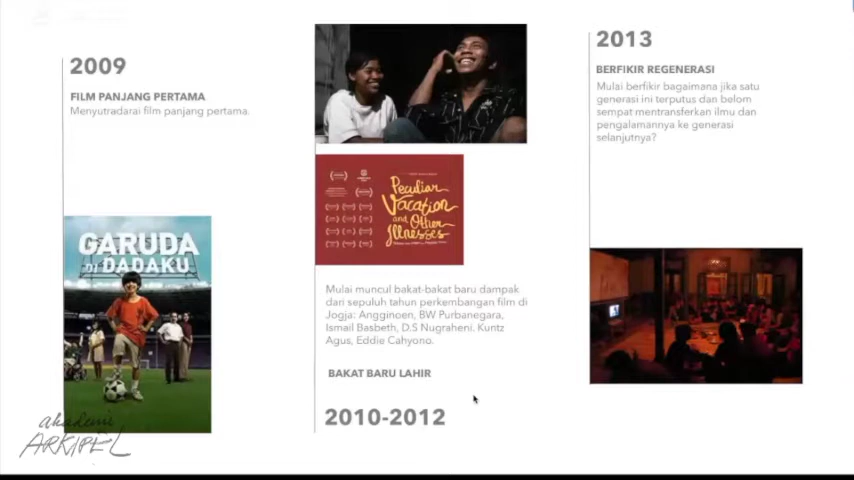 2009
FILM PANJANG PERTAMA
Menyutradarai film panjang pertama.
GARUDA
DI DADAKU
akademi
ARKIPEL
Peculiar
Vacation
and Other
Illnesses
Mulai muncul bakat-bakat baru dampak
dari sepuluh tahun perkembangan film di
Jogja: Angginoen, BW Purbanegara,
Ismail Basbeth, D.S Nugraheni. Kuntz
Agus, Eddie Cahyono.
BAKAT BARU LAHIR
2010-2012
2013
BERFIKIR REGENERASI
Mulai berfikir bagaimana jika satu
generasi ini terputus dan belom
sempat mentransferkan ilmu dan
pengalamannya ke generasi
selanjutnya?